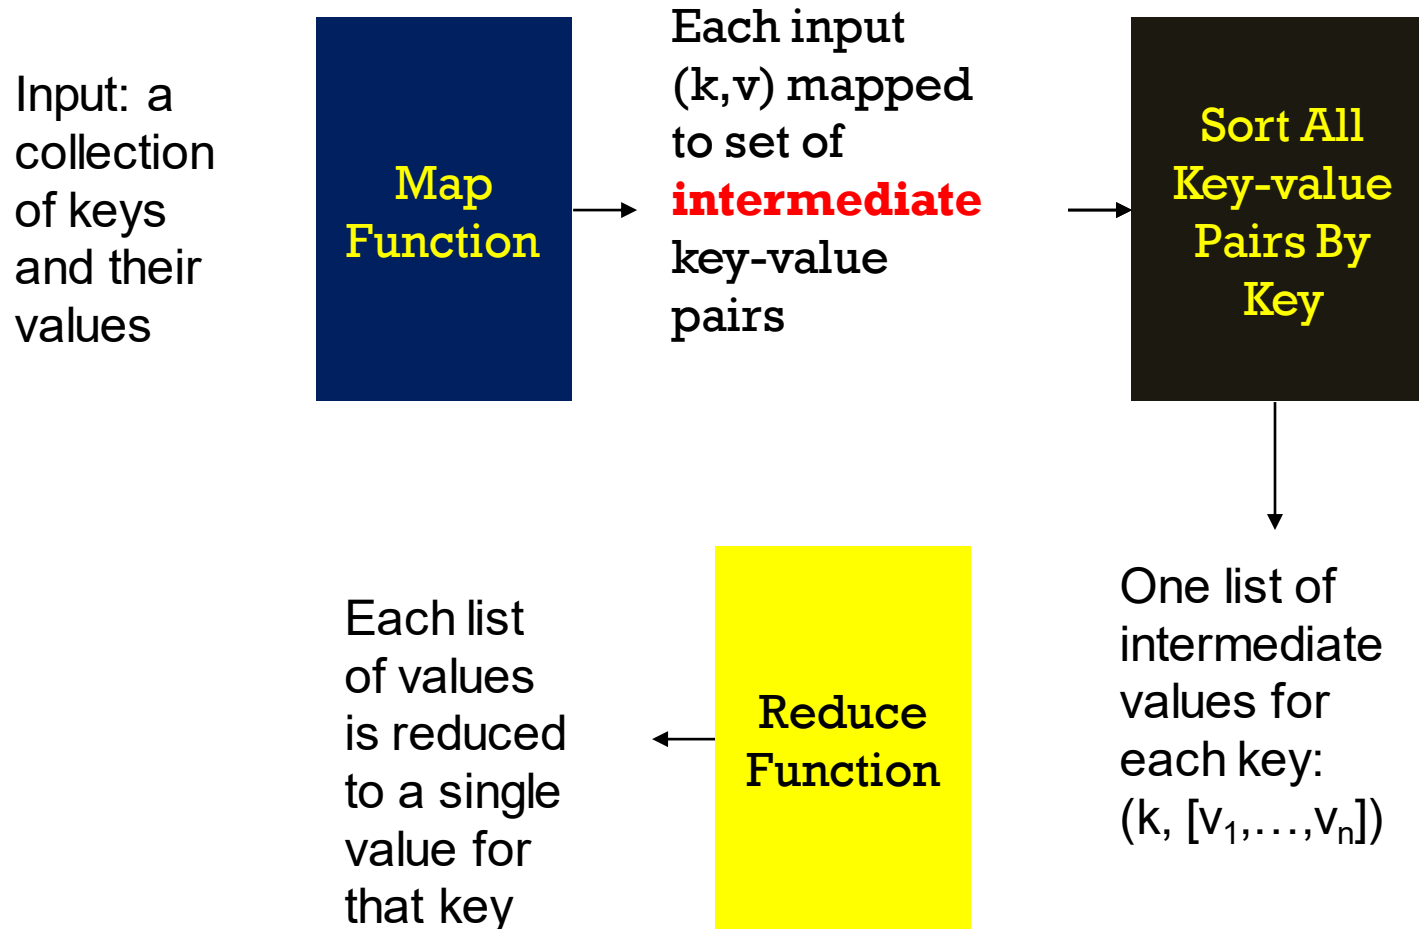 Input: a
collection
of keys
and their
values
Map
Function
Each input
(k,v) mapped
to set of
intermediate
key-value
pairs
Sort All
Key-value
Pairs By
Key
One list of
intermediate
values for
each key:
(k, [v₁,…,vₙ])
Reduce
Function
Each list
of values
is reduced
to a single
value for
that key